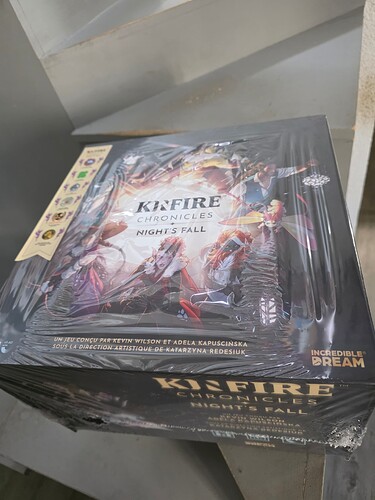 KINFIRE
CHRONICLES
NIGHT'S FALL
UN JEU CONÇU PAR KEVIN WILSON ET ADELA KAPUŚCIŃSKA
SOUS LA DIRECTION ARTISTIQUE DE KATARZYNA REDESIUK
INCREDIBLE
DREAM
KINFIRE
CHRONICLES
NIGHT'S FALL